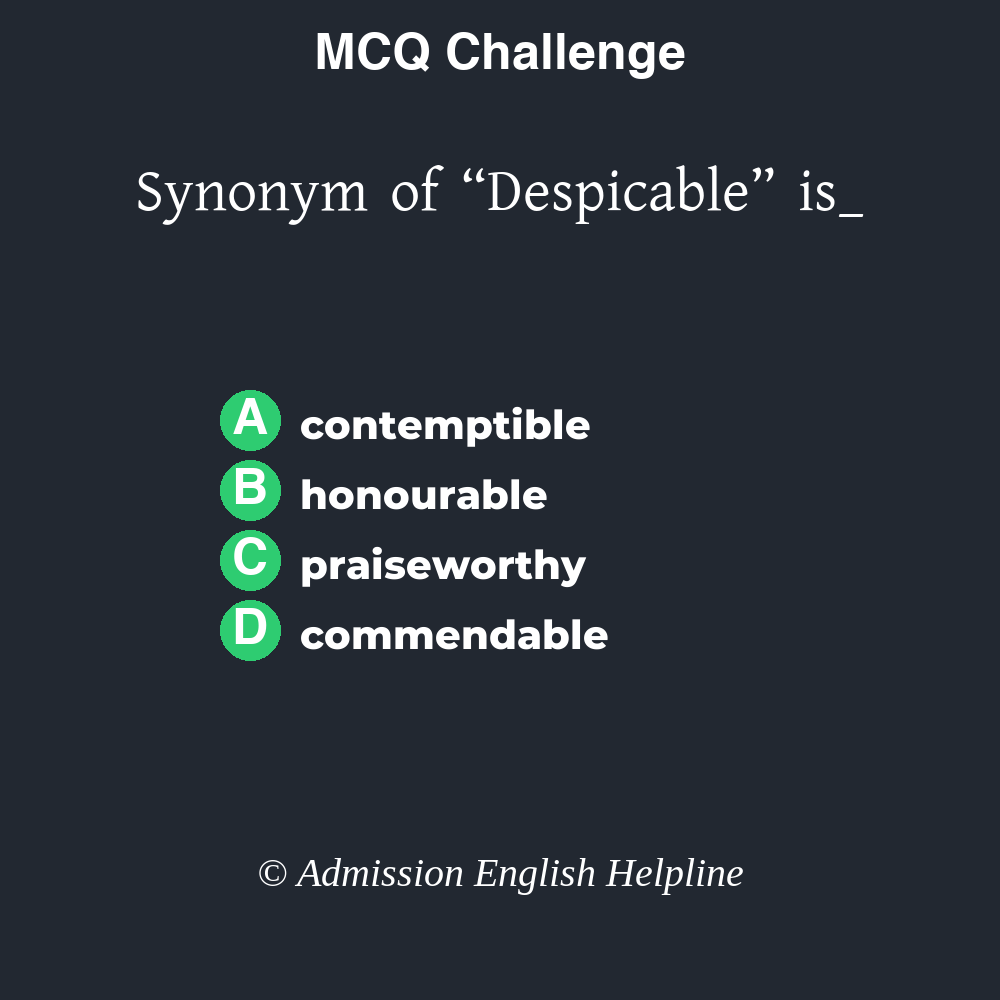 MCQ Challenge
Synonym of “Despicable” is_
A contemptible
B honourable
C praiseworthy
D commendable
© Admission English Helpline